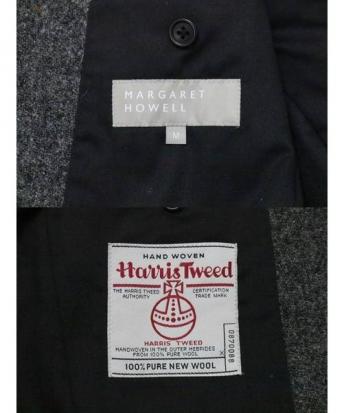 MARGARET
HOWELL
M
HAND WOVEN
Harris Tweed
THE HARRIS TWEED
AUTHORITY
CERTIFICATION
TRADE MARK
HARRIS TWEED
HANDWOVEN IN THE OUTER HEBRIDES
FROM 100% PURE WOOL
X
0870088
100% PURE NEW WOOL